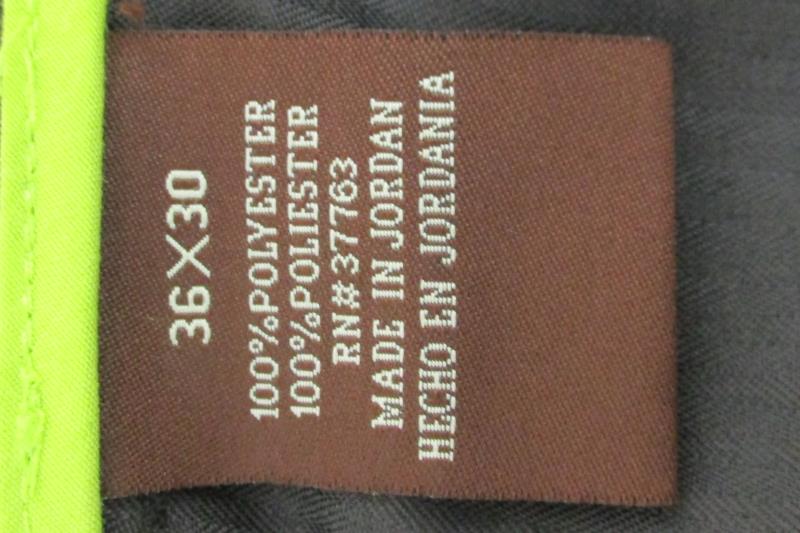 36X30
100%POLYESTER
100%POLIESTER
RN#37763
MADE IN JORDAN
HECHO EN JORDANIA